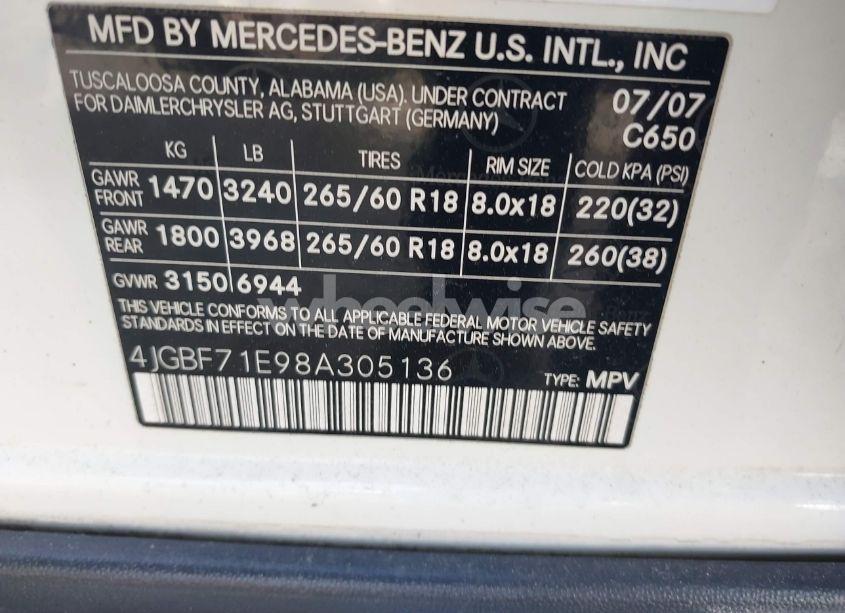 MFD BY MERCEDES-BENZ U.S. INTL., INC
TUSCALOOSA COUNTY, ALABAMA (USA). UNDER CONTRACT
FOR DAIMLERCHRYSLER AG, STUTTGART (GERMANY)
07/07
C650
KG LB TIRES RIM SIZE COLD KPA (PSI)
GAWR FRONT 1470 3240 265/60 R18 8.0x18 220(32)
GAWR REAR 1800 3968 265/60 R18 8.0x18 260(38)
GVWR 3150 6944
wheelwise
THIS VEHICLE CONFORMS TO ALL APPLICABLE FEDERAL MOTOR VEHICLE SAFETY
STANDARDS IN EFFECT ON THE DATE OF MANUFACTURE SHOWN ABOVE.
4JGBF71E98A305136
TYPE: MPV